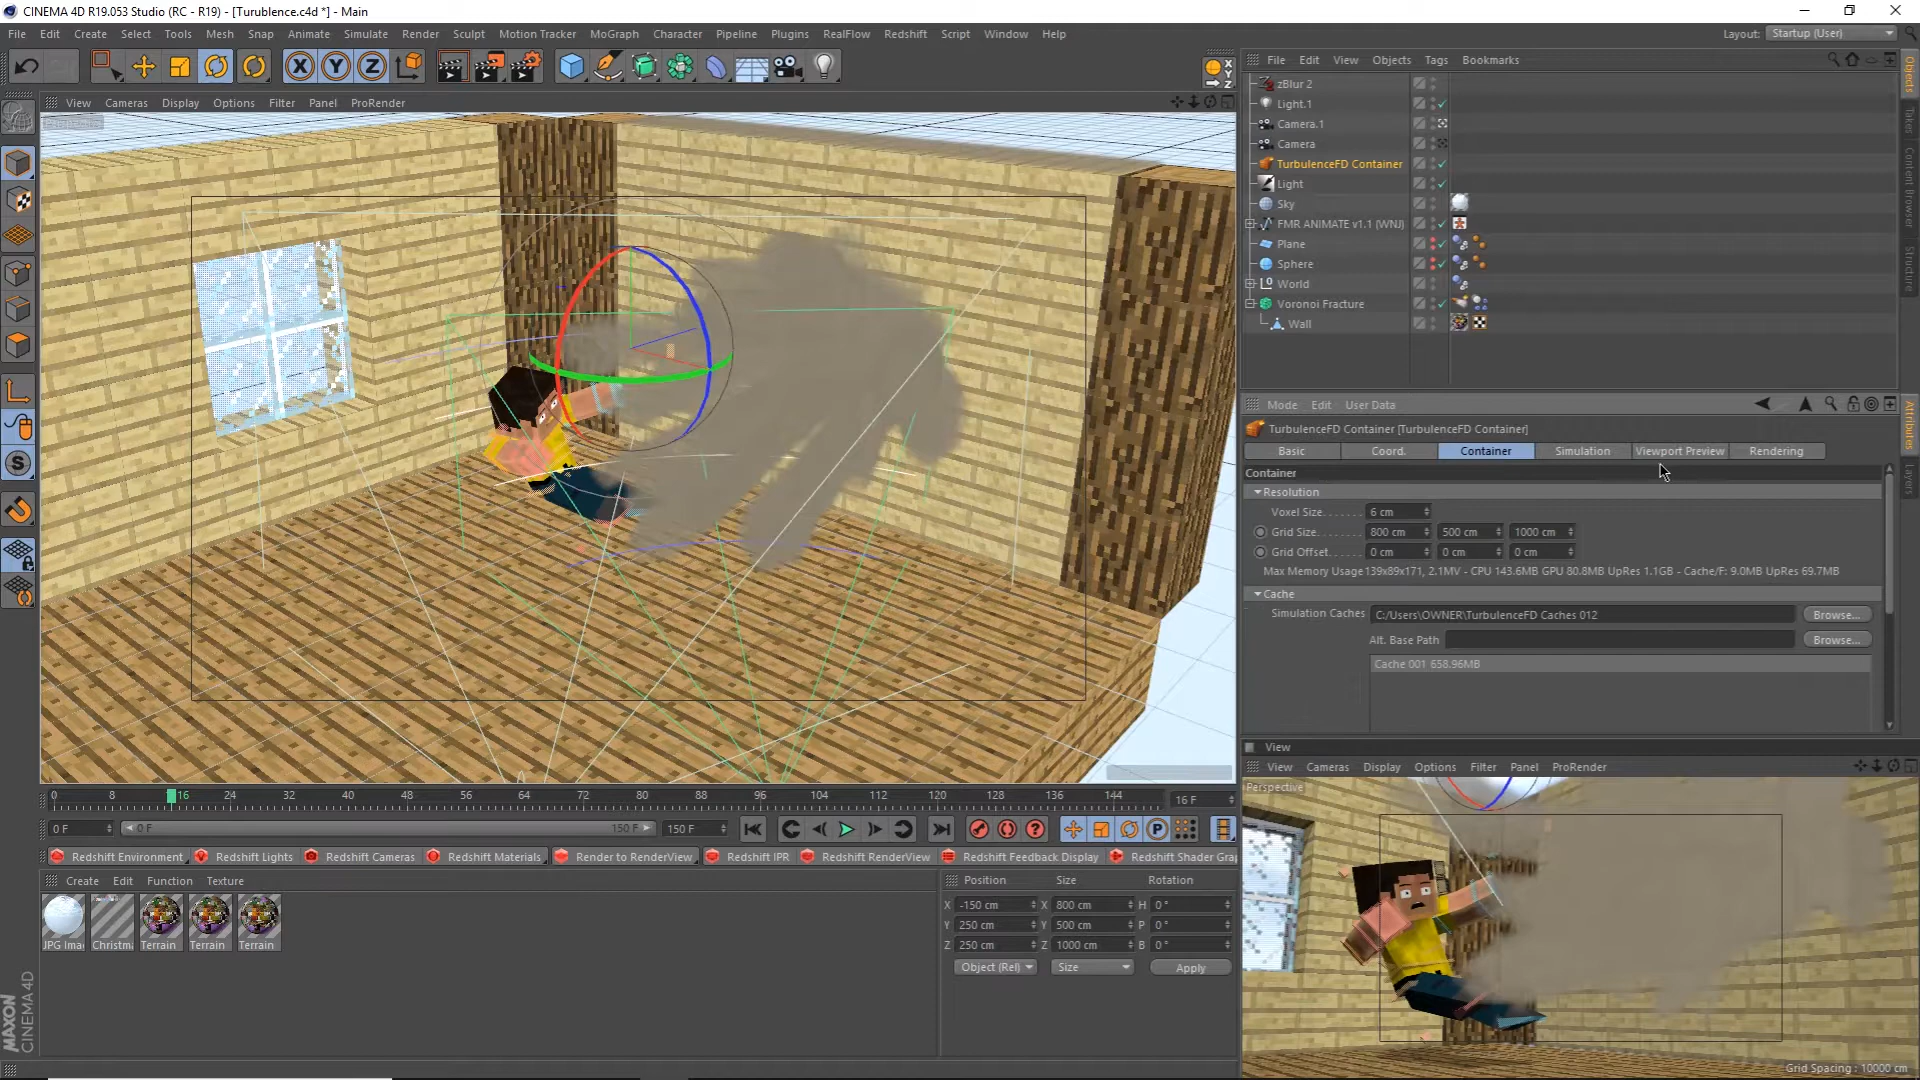 CINEMA 4D R19.053 Studio (RC - R19) - [Turublence.c4d *] - Main
File Edit Create Select Tools Mesh Snap Animate Simulate Render Sculpt Motion Tracker MoGraph Character Pipeline Plugins RealFlow Redshift Script Window Help
Layout: Startup (User)
X Y Z
X
Y
Z
File Edit View Objects Tags Bookmarks
View Cameras Display Options Filter Panel ProRender
zBlur 2
Light.1
Camera.1
Camera
TurbulenceFD Container
Light
Sky
FMR ANIMATE v1.1 (WNJ)
Plane
Sphere
World
Voronoi Fracture
Wall
Objects
Takes
Content Browser
Structure
Mode Edit User Data
TurbulenceFD Container [TurbulenceFD Container]
Basic Coord. Container Simulation Viewport Preview Rendering
Container
Resolution
Voxel Size 6 cm
Grid Size 800 cm 500 cm 1000 cm
Grid Offset 0 cm 0 cm 0 cm
Max Memory Usage 139x89x171, 2.1MV - CPU 143.6MB GPU 80.8MB UpRes 1.1GB - Cache/F: 9.0MB UpRes 69.7MB
Cache
Simulation Caches C:/Users\OWNER\TurbulenceFD Caches 012 Browse...
Alt. Base Path Browse...
Cache 001 658.96MB
Attributes
Layers
View
View Cameras Display Options Filter Panel ProRender
Perspective
Grid Spacing : 10000 cm
0 8 16 24 32 40 48 56 64 72 80 88 96 104 112 120 128 136 144 16 F
0 F 0 F 150 F 150 F
Redshift Environment Redshift Lights Redshift Cameras Redshift Materials Render to RenderView Redshift IPR Redshift RenderView Redshift Feedback Display Redshift Shader Grap
Create Edit Function Texture
JPG Ima Christm Terrain Terrain Terrain
Position Size Rotation
X -150 cm X 800 cm H 0 °
Y 250 cm Y 500 cm P 0 °
Z 250 cm Z 1000 cm B 0 °
Object (Rel) Size Apply
MAXON
CINEMA 4D